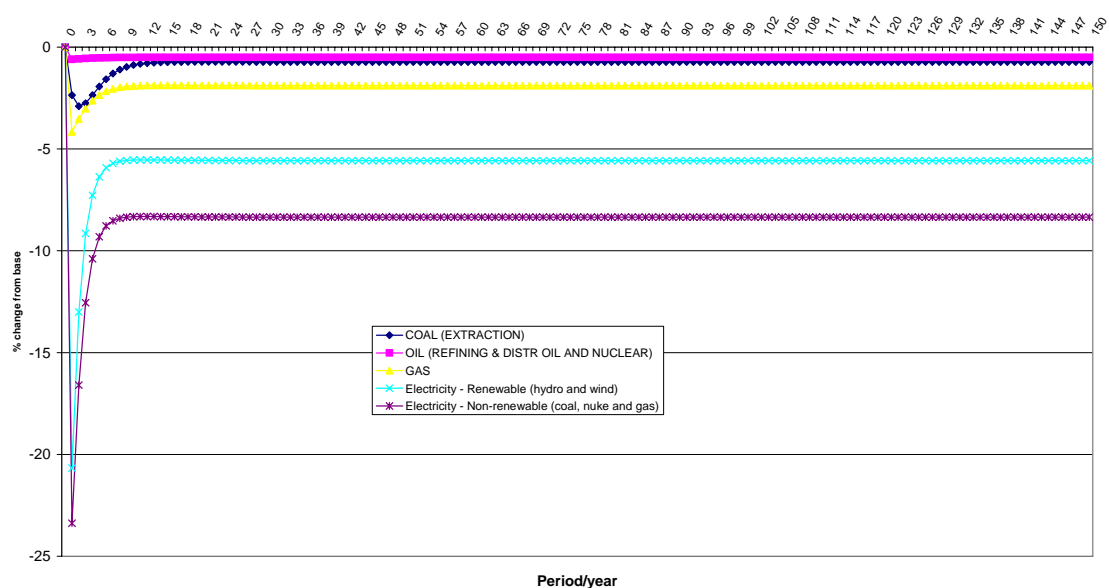 0 3 6 9 12 15 18 21 24 27 30 33 36 39 42 45 48 51 54 57 60 63 66 69 72 75 78 81 84 87 90 93 96 99 102 105 108 111 114 117 120 123 126 129 132 135 138 141 144 147 150
0
-5
-10
-15
-20
-25
% change from base
COAL (EXTRACTION)
OIL (REFINING & DISTR OIL AND NUCLEAR)
GAS
Electricity - Renewable (hydro and wind)
Electricity - Non-renewable (coal, nuke and gas)
Period/year